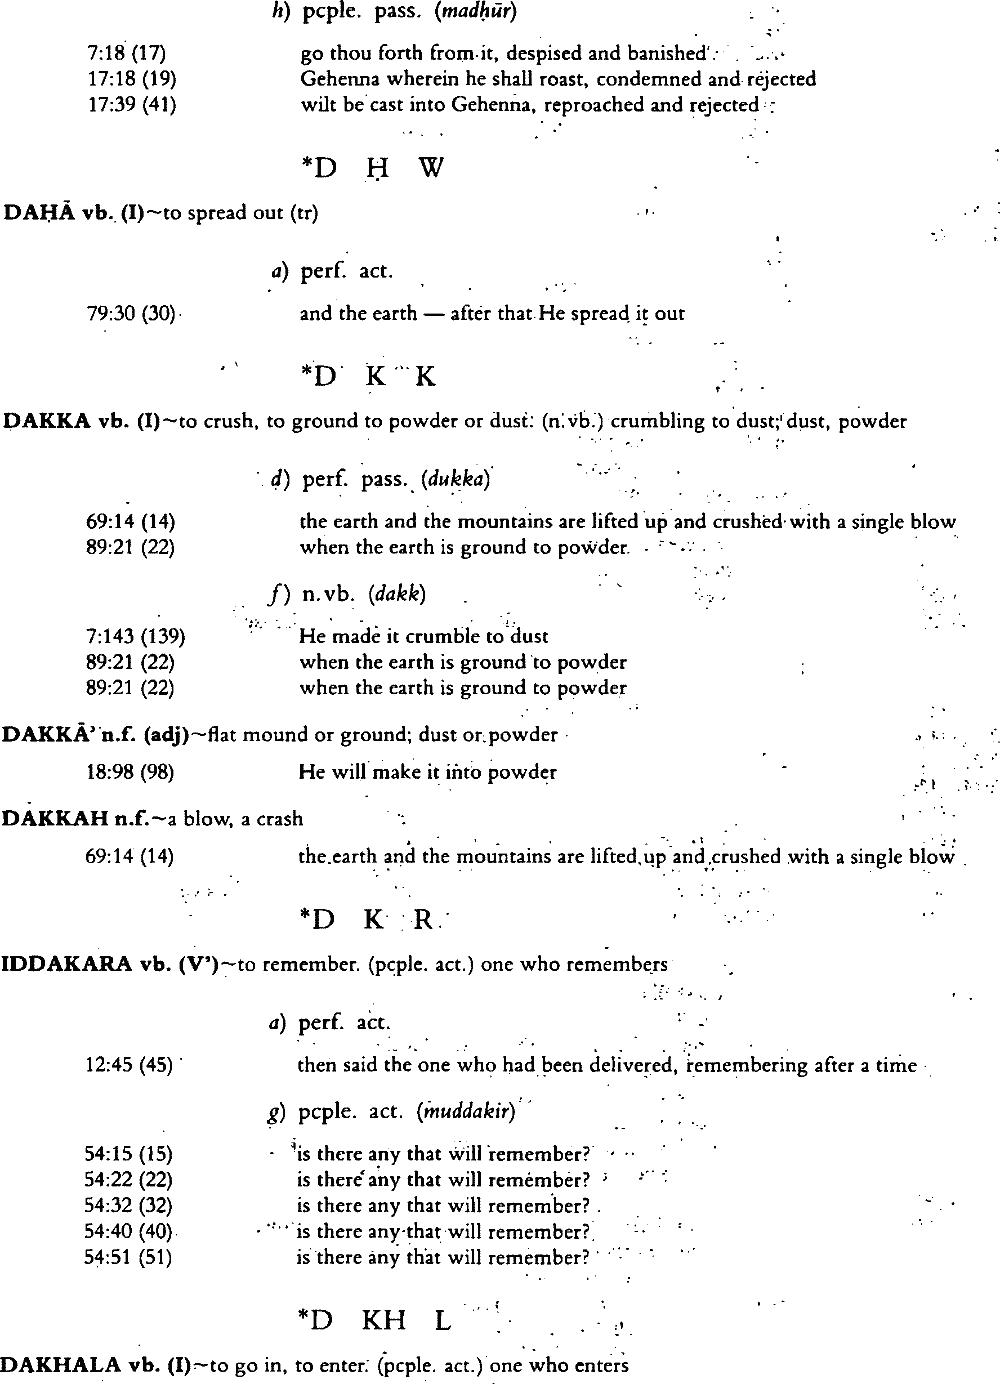 h) pcple. pass. (madḥūr)
7:18 (17) go thou forth from it, despised and banished
17:18 (19) Gehenna wherein he shall roast, condemned and rejected
17:39 (41) wilt be cast into Gehenna, reproached and rejected
*D Ḥ W
DAḤĀ vb. (I)~to spread out (tr)
a) perf. act.
79:30 (30) and the earth — after that He spread it out
*D K K
DAKKA vb. (I)~to crush, to ground to powder or dust: (n.vb.) crumbling to dust; dust, powder
d) perf. pass. (dukka)
69:14 (14) the earth and the mountains are lifted up and crushed with a single blow
89:21 (22) when the earth is ground to powder
f) n.vb. (dakk)
7:143 (139) He made it crumble to dust
89:21 (22) when the earth is ground to powder
89:21 (22) when the earth is ground to powder
DAKKĀ’ n.f. (adj)~flat mound or ground; dust or powder
18:98 (98) He will make it into powder
DAKKAH n.f.~a blow, a crash
69:14 (14) the earth and the mountains are lifted up and crushed with a single blow
*D K R
IDDAKARA vb. (V’)~to remember. (pcple. act.) one who remembers
a) perf. act.
12:45 (45) then said the one who had been delivered, remembering after a time
g) pcple. act. (muddakir)
54:15 (15) is there any that will remember?
54:22 (22) is there any that will remember?
54:32 (32) is there any that will remember?
54:40 (40) is there any that will remember?
54:51 (51) is there any that will remember?
*D KH L
DAKHALA vb. (I)~to go in, to enter. (pcple. act.) one who enters